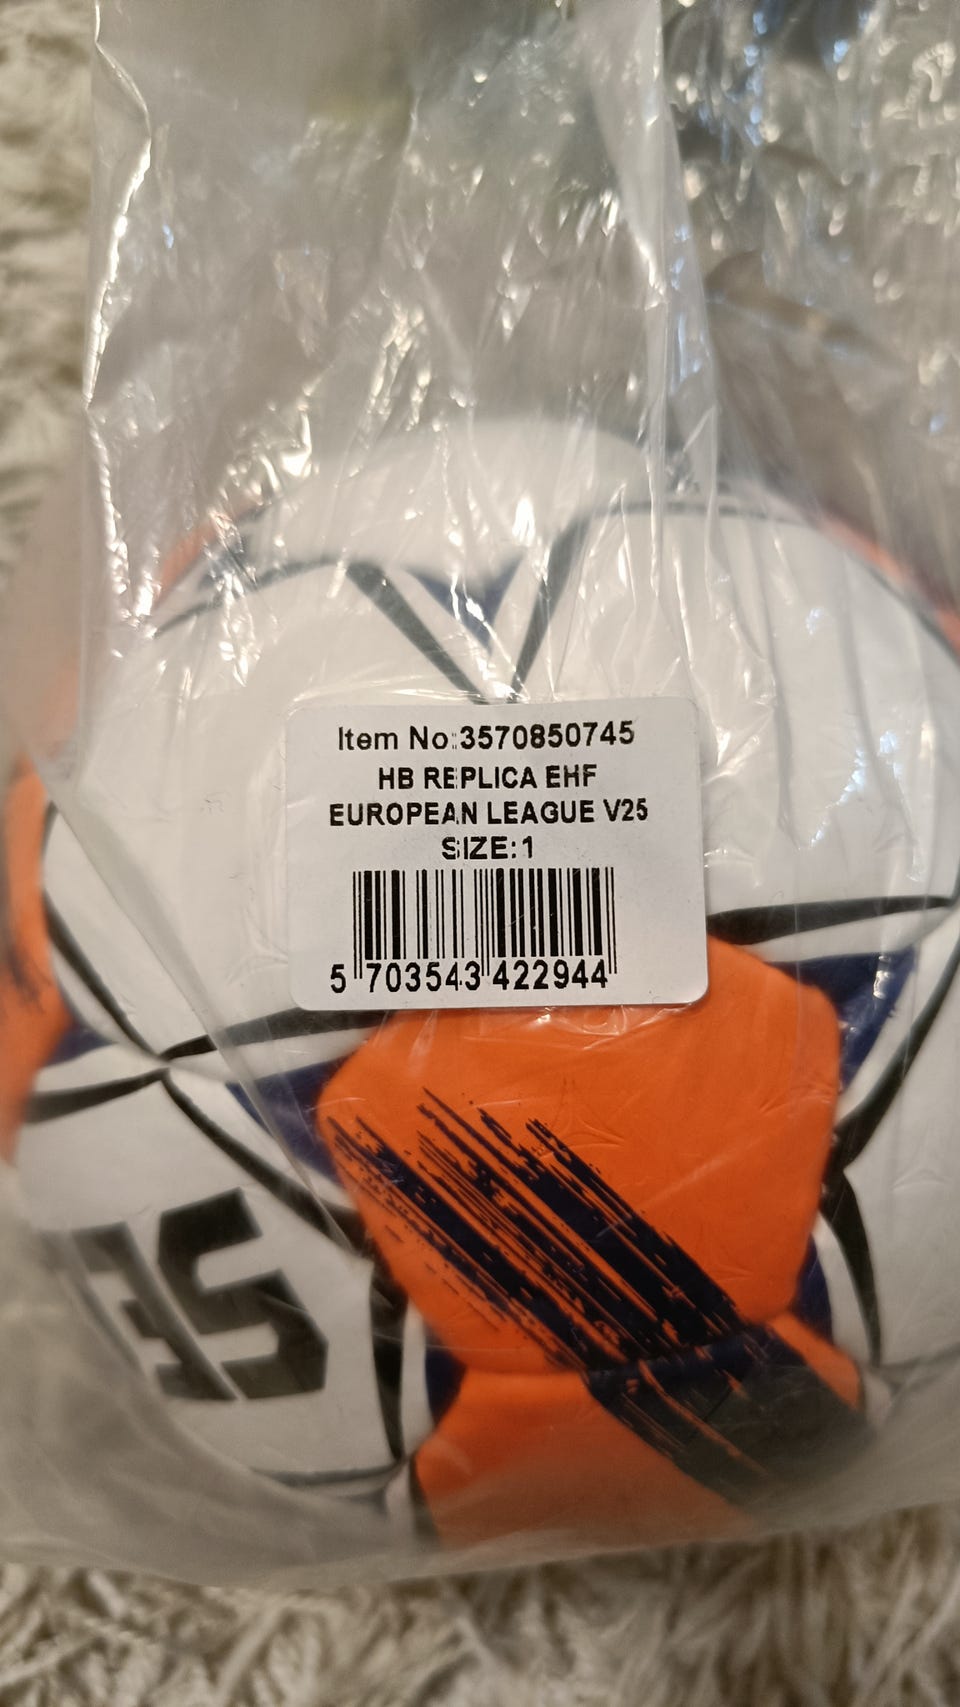 Item No.:3570850745
HB REPLICA EHF
EUROPEAN LEAGUE V25
SIZE:1
5 703543 422944